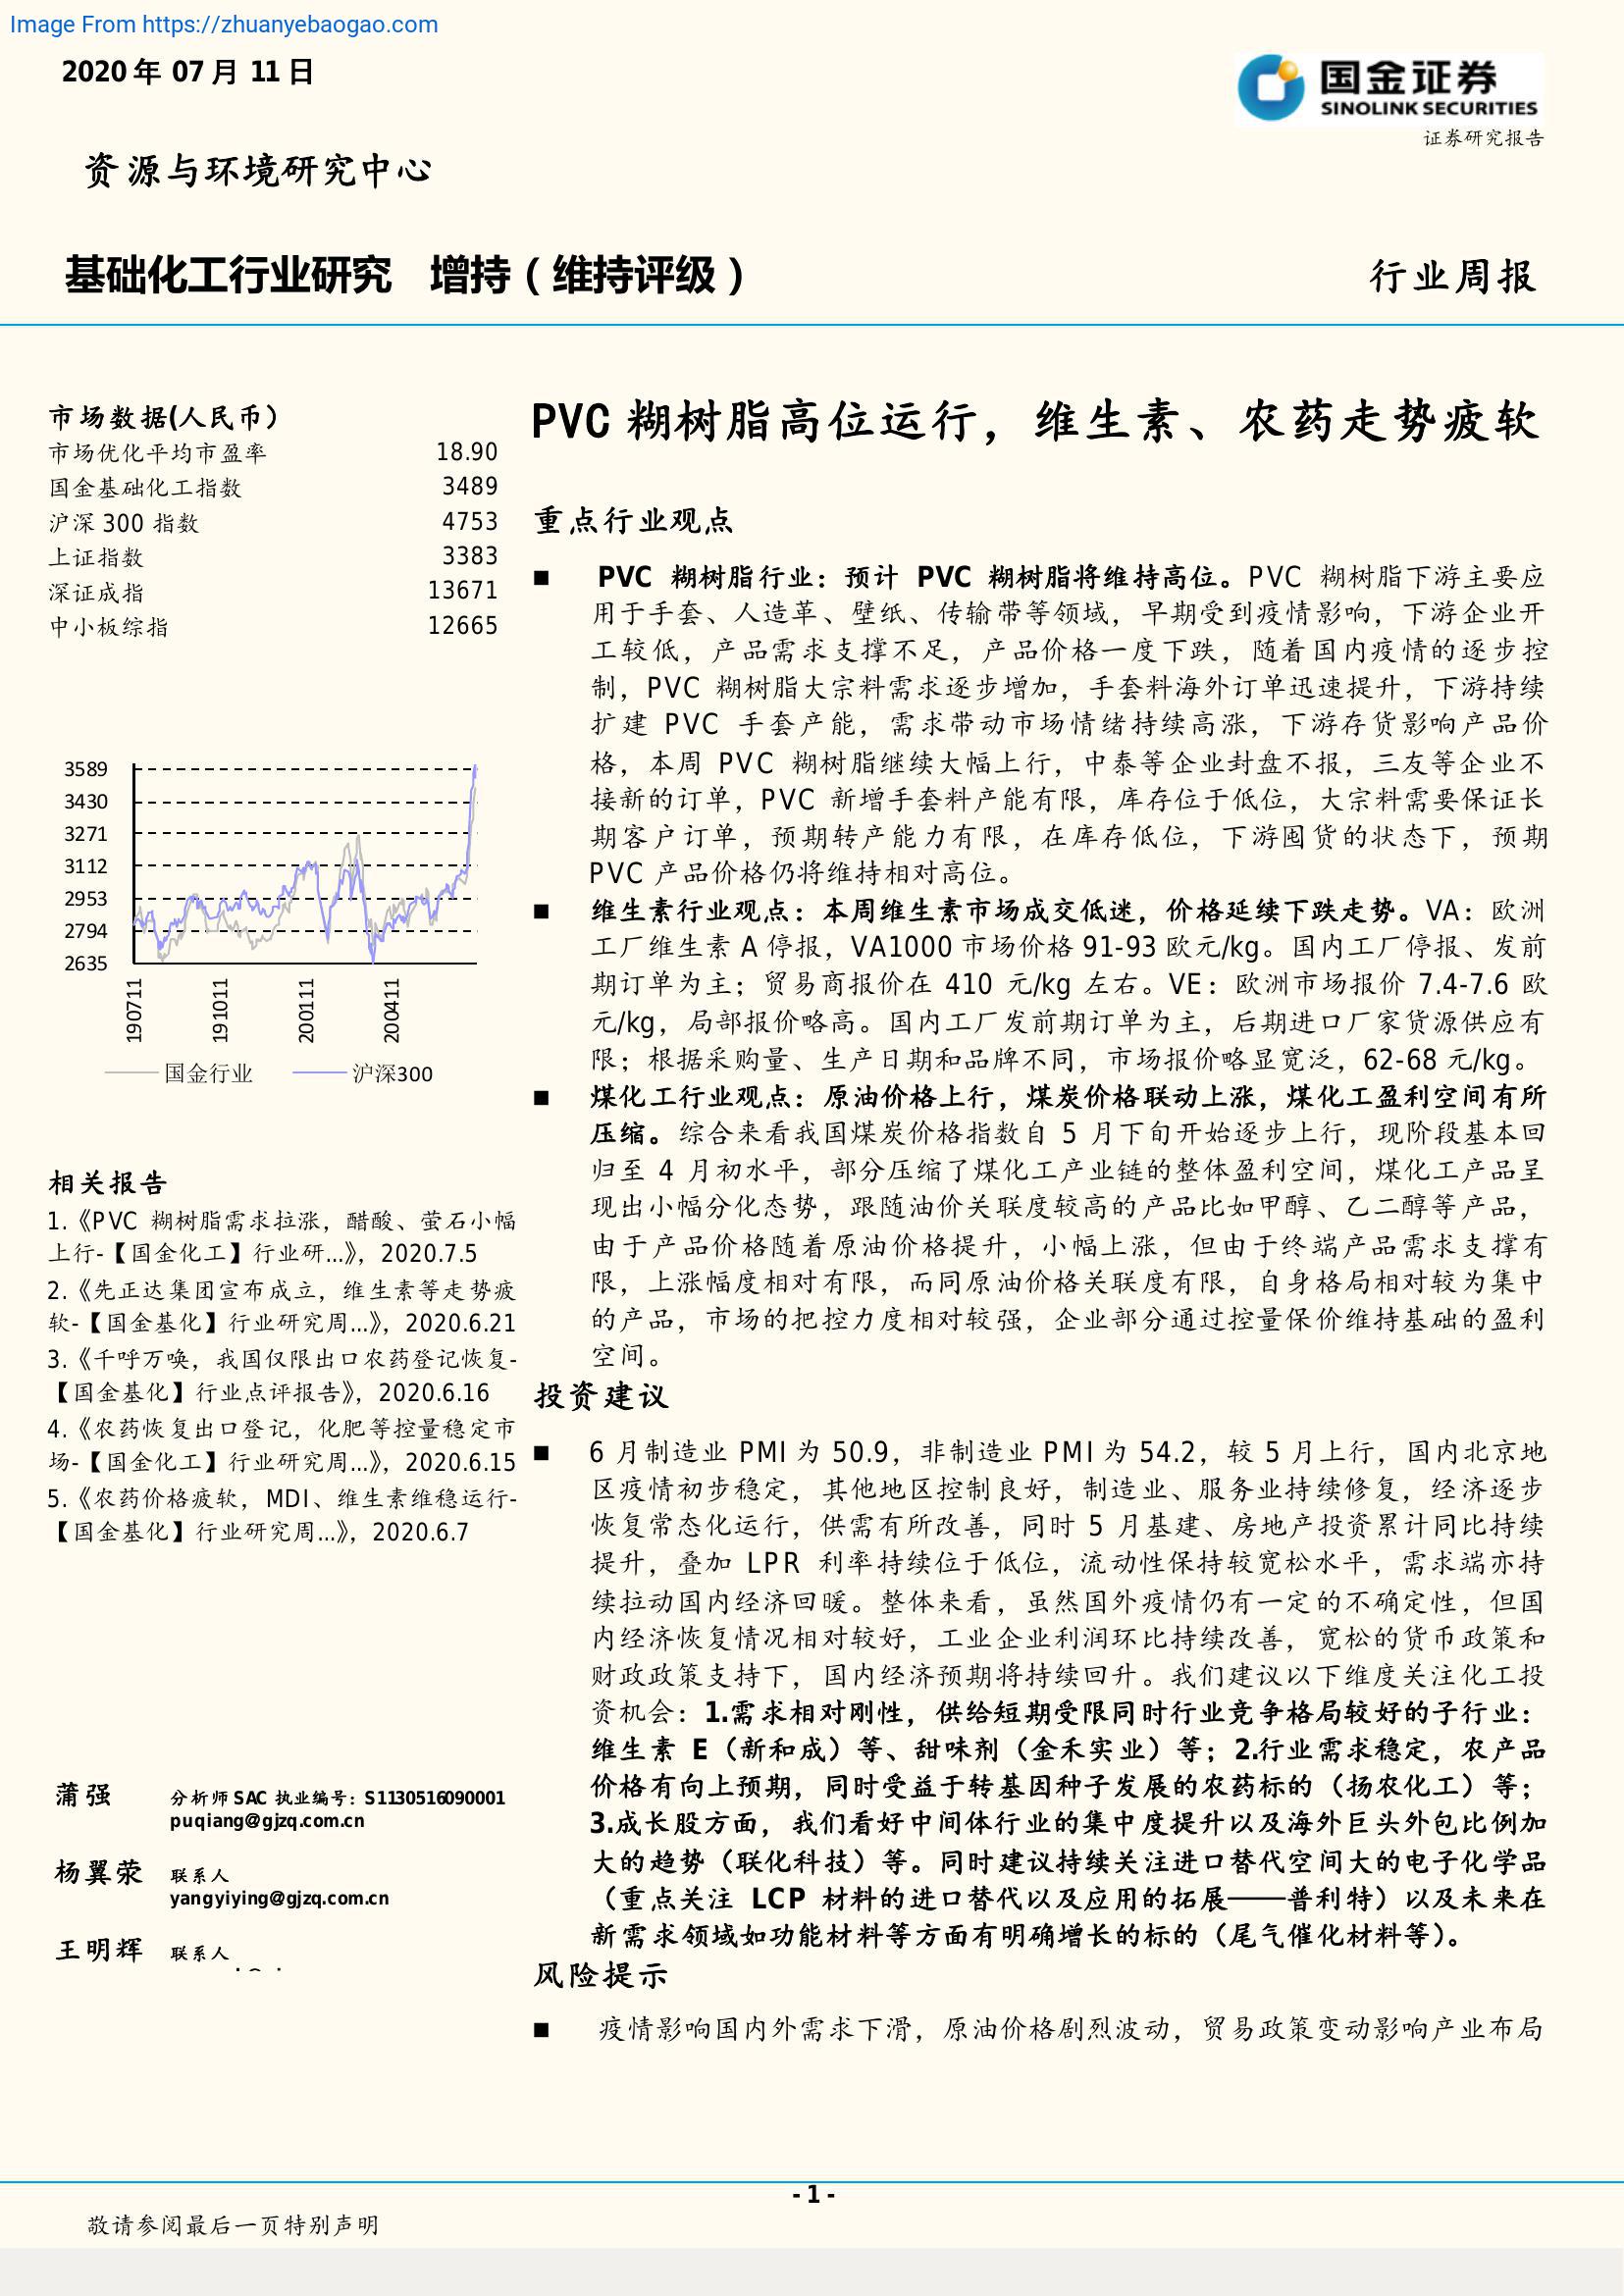 Image From https://zhuanyebaogao.com
2020 年 07 月 11 日
国金证券
SINOLINK SECURITIES
证券研究报告
资源与环境研究中心
基础化工行业研究 增持（维持评级）
行业周报
市场数据(人民币）
市场优化平均市盈率 18.90
国金基础化工指数 3489
沪深 300 指数 4753
上证指数 3383
深证成指 13671
中小板综指 12665
3589
3430
3271
3112
2953
2794
2635
190711
191011
200111
200411
国金行业 沪深300
相关报告
1.《PVC 糊树脂需求拉涨，醋酸、萤石小幅
上行-【国金化工】行业研...》，2020.7.5
2.《先正达集团宣布成立，维生素等走势疲
软-【国金基化】行业研究周...》，2020.6.21
3.《千呼万唤，我国仅限出口农药登记恢复-
【国金基化】行业点评报告》，2020.6.16
4.《农药恢复出口登记，化肥等控量稳定市
场-【国金化工】行业研究周...》，2020.6.15
5.《农药价格疲软，MDI、维生素维稳运行-
【国金基化】行业研究周...》，2020.6.7
蒲强 分析师 SAC 执业编号：S1130516090001
puqiang@gjzq.com.cn
杨翼荥 联系人
yangyiying@gjzq.com.cn
王明辉 联系人
PVC 糊树脂高位运行，维生素、农药走势疲软
重点行业观点
■ PVC 糊树脂行业：预计 PVC 糊树脂将维持高位。PVC 糊树脂下游主要应
用于手套、人造革、壁纸、传输带等领域，早期受到疫情影响，下游企业开
工较低，产品需求支撑不足，产品价格一度下跌，随着国内疫情的逐步控
制，PVC 糊树脂大宗料需求逐步增加，手套料海外订单迅速提升，下游持续
扩建 PVC 手套产能，需求带动市场情绪持续高涨，下游存货影响产品价
格，本周 PVC 糊树脂继续大幅上行，中泰等企业封盘不报，三友等企业不
接新的订单，PVC 新增手套料产能有限，库存位于低位，大宗料需要保证长
期客户订单，预期转产能力有限，在库存低位，下游囤货的状态下，预期
PVC 产品价格仍将维持相对高位。
■ 维生素行业观点：本周维生素市场成交低迷，价格延续下跌走势。VA：欧洲
工厂维生素 A 停报，VA1000 市场价格 91-93 欧元/kg。国内工厂停报、发前
期订单为主；贸易商报价在 410 元/kg 左右。VE：欧洲市场报价 7.4-7.6 欧
元/kg，局部报价略高。国内工厂发前期订单为主，后期进口厂家货源供应有
限；根据采购量、生产日期和品牌不同，市场报价略显宽泛，62-68 元/kg。
■ 煤化工行业观点：原油价格上行，煤炭价格联动上涨，煤化工盈利空间有所
压缩。综合来看我国煤炭价格指数自 5 月下旬开始逐步上行，现阶段基本回
归至 4 月初水平，部分压缩了煤化工产业链的整体盈利空间，煤化工产品呈
现出小幅分化态势，跟随油价关联度较高的产品比如甲醇、乙二醇等产品，
由于产品价格随着原油价格提升，小幅上涨，但由于终端产品需求支撑有
限，上涨幅度相对有限，而同原油价格关联度有限，自身格局相对较为集中
的产品，市场的把控力度相对较强，企业部分通过控量保价维持基础的盈利
空间。
投资建议
■ 6 月制造业 PMI 为 50.9，非制造业 PMI 为 54.2，较 5 月上行，国内北京地
区疫情初步稳定，其他地区控制良好，制造业、服务业持续修复，经济逐步
恢复常态化运行，供需有所改善，同时 5 月基建、房地产投资累计同比持续
提升，叠加 LPR 利率持续位于低位，流动性保持较宽松水平，需求端亦持
续拉动国内经济回暖。整体来看，虽然国外疫情仍有一定的不确定性，但国
内经济恢复情况相对较好，工业企业利润环比持续改善，宽松的货币政策和
财政政策支持下，国内经济预期将持续回升。我们建议以下维度关注化工投
资机会：1.需求相对刚性，供给短期受限同时行业竞争格局较好的子行业：
维生素 E（新和成）等、甜味剂（金禾实业）等；2.行业需求稳定，农产品
价格有向上预期，同时受益于转基因种子发展的农药标的（扬农化工）等；
3.成长股方面，我们看好中间体行业的集中度提升以及海外巨头外包比例加
大的趋势（联化科技）等。同时建议持续关注进口替代空间大的电子化学品
（重点关注 LCP 材料的进口替代以及应用的拓展——普利特）以及未来在
新需求领域如功能材料等方面有明确增长的标的（尾气催化材料等）。
风险提示
■ 疫情影响国内外需求下滑，原油价格剧烈波动，贸易政策变动影响产业布局
- 1 -
敬请参阅最后一页特别声明